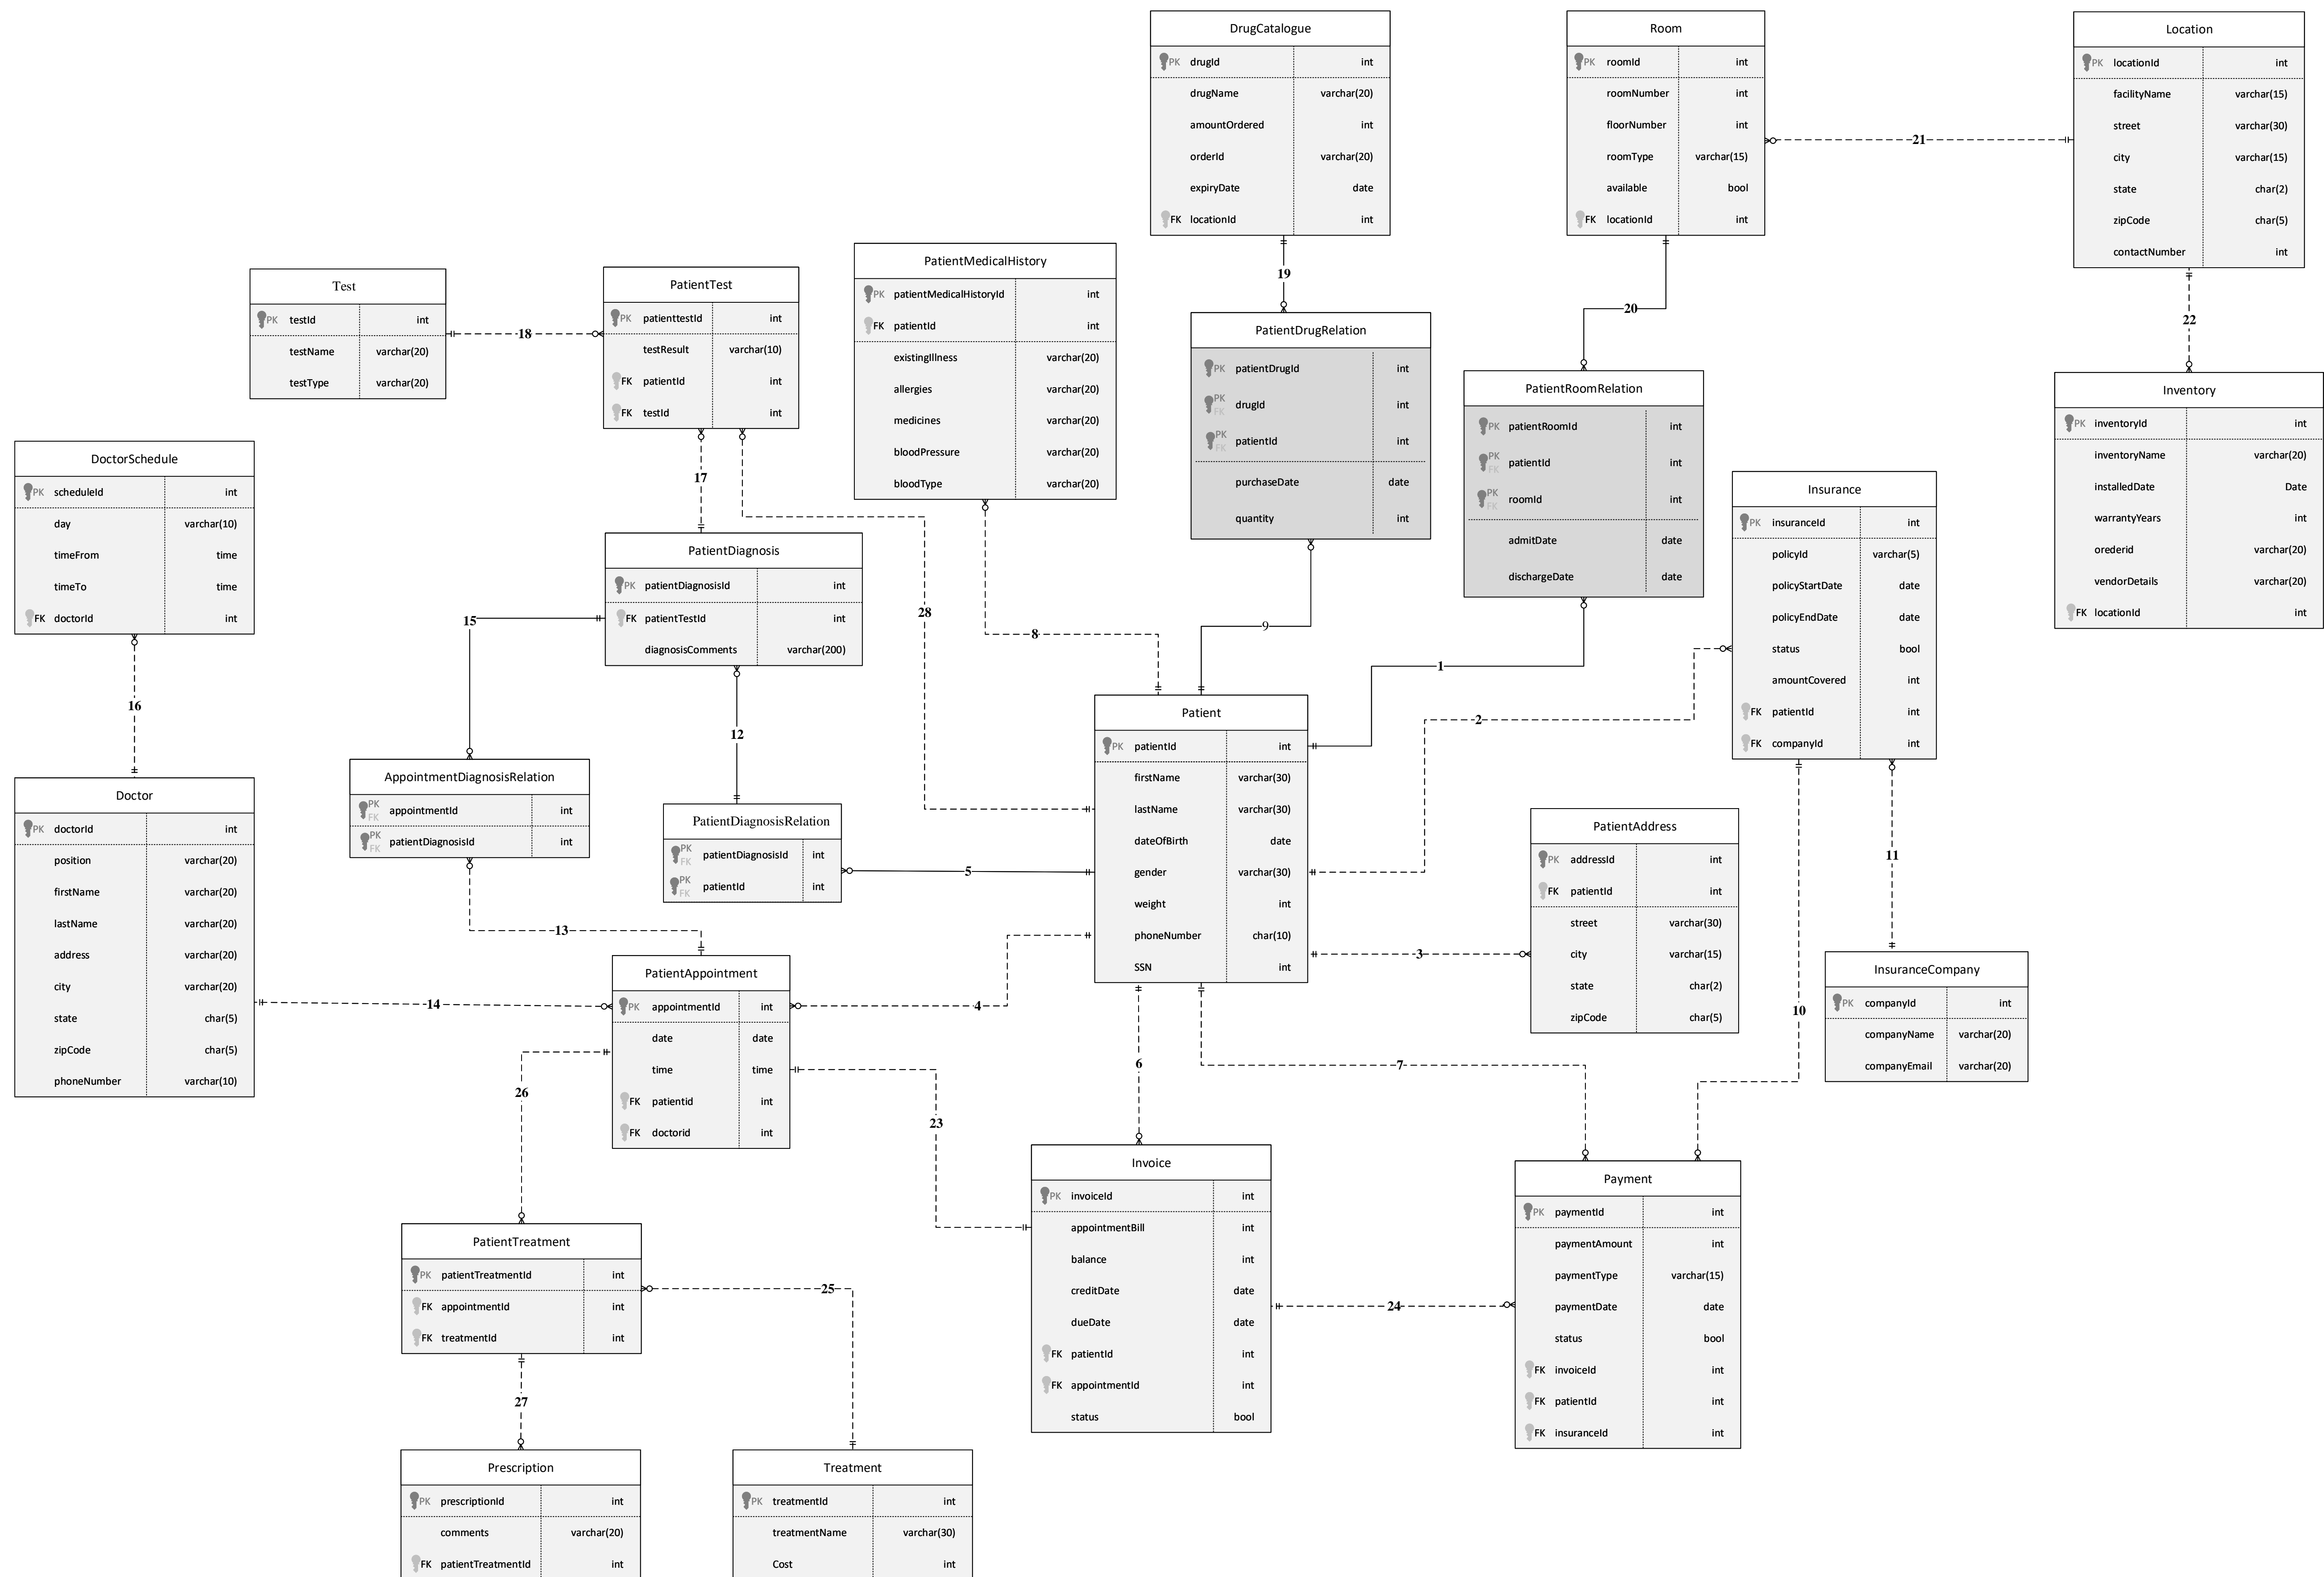 DrugCatalogue
PK drugId int
drugName varchar(20)
amountOrdered int
orderId varchar(20)
expiryDate date
FK locationId int
Room
PK roomId int
roomNumber int
floorNumber int
roomType varchar(15)
available bool
FK locationId int
Location
PK locationId int
facilityName varchar(15)
street varchar(30)
city varchar(15)
state char(2)
zipCode char(5)
contactNumber int
21
19
20
22
Test
PK testId int
testName varchar(20)
testType varchar(20)
18
PatientTest
PK patienttestId int
testResult varchar(10)
FK patientId int
FK testId int
PatientMedicalHistory
PK patientMedicalHistoryId int
FK patientId int
existingIllness varchar(20)
allergies varchar(20)
medicines varchar(20)
bloodPressure varchar(20)
bloodType varchar(20)
PatientDrugRelation
PK patientDrugId int
PK FK drugId int
PK FK patientId int
purchaseDate date
quantity int
PatientRoomRelation
PK patientRoomId int
PK FK patientId int
PK FK roomId int
admitDate date
dischargeDate date
Inventory
PK inventoryId int
inventoryName varchar(20)
installedDate Date
warrantyYears int
orederid varchar(20)
vendorDetails varchar(20)
FK locationId int
DoctorSchedule
PK scheduleId int
day varchar(10)
timeFrom time
timeTo time
FK doctorId int
17
PatientDiagnosis
PK patientDiagnosisId int
FK patientTestId int
diagnosisComments varchar(200)
Insurance
PK insuranceId int
policyId varchar(5)
policyStartDate date
policyEndDate date
status bool
amountCovered int
FK patientId int
FK companyId int
15
28
8
9
1
2
16
12
Patient
PK patientId int
firstName varchar(30)
lastName varchar(30)
dateOfBirth date
gender varchar(30)
weight int
phoneNumber char(10)
SSN int
Doctor
PK doctorId int
position varchar(20)
firstName varchar(20)
lastName varchar(20)
address varchar(20)
city varchar(20)
state char(5)
zipCode char(5)
phoneNumber varchar(10)
AppointmentDiagnosisRelation
PK FK appointmentId int
PK FK patientDiagnosisId int
PatientDiagnosisRelation
PK FK patientDiagnosisId int
PK FK patientId int
5
PatientAddress
PK addressId int
FK patientId int
street varchar(30)
city varchar(15)
state char(2)
zipCode char(5)
11
13
3
10
14
4
PatientAppointment
PK appointmentId int
date date
time time
FK patientid int
FK doctorid int
InsuranceCompany
PK companyId int
companyName varchar(20)
companyEmail varchar(20)
6
7
26
23
Invoice
PK invoiceId int
appointmentBill int
balance int
creditDate date
dueDate date
FK patientId int
FK appointmentId int
status bool
24
Payment
PK paymentId int
paymentAmount int
paymentType varchar(15)
paymentDate date
status bool
FK invoiceId int
FK patientId int
FK insuranceId int
PatientTreatment
PK patientTreatmentId int
FK appointmentId int
FK treatmentId int
25
27
Prescription
PK prescriptionId int
comments varchar(20)
FK patientTreatmentId int
Treatment
PK treatmentId int
treatmentName varchar(30)
Cost int